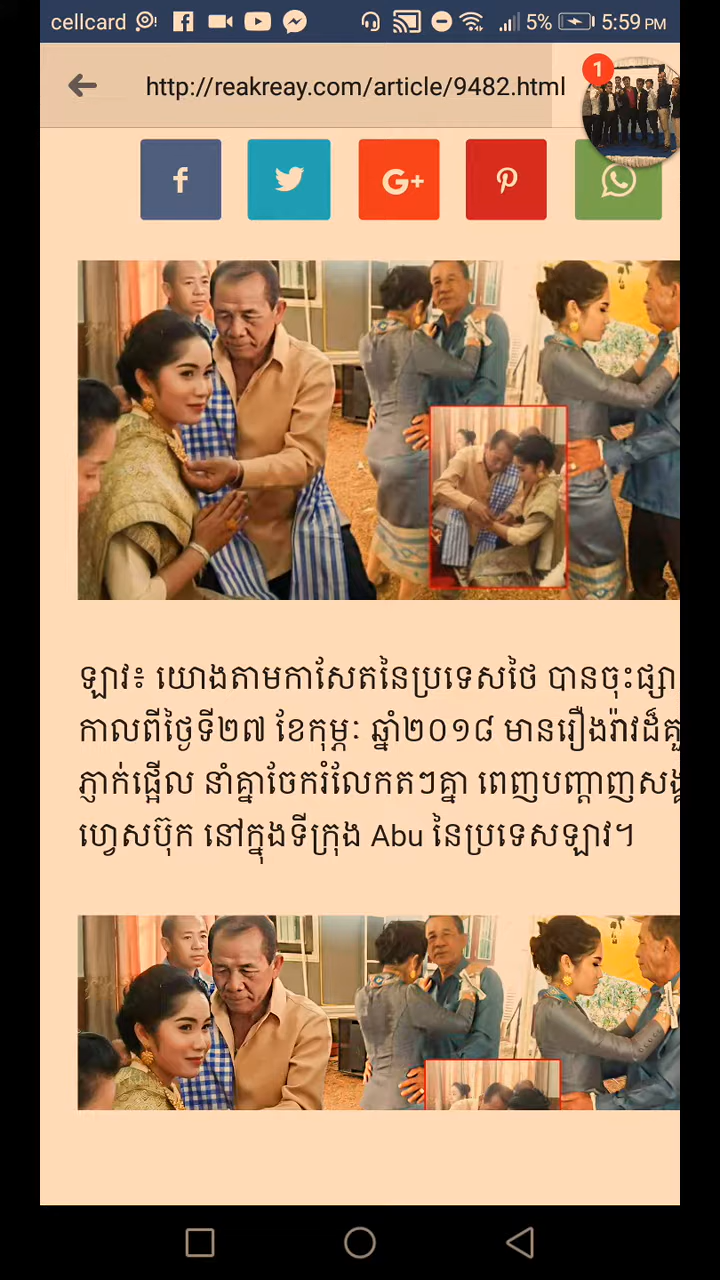 cellcard
5% 5:59 PM
http://reakreay.com/article/9482.html
1
f
G+
ឡាវ៖ យោងតាមកាសែតនៃប្រទេសថៃ បានចុះផ្សា
កាលពីថ្ងៃទី២៧ ខែកុម្ភៈ ឆ្នាំ២០១៨ មានរឿងរ៉ាវដ៏គួ
ភ្ញាក់ផ្អើល នាំគ្នាចែករំលែកតៗគ្នា ពេញបណ្តាញសង្គ
ហ្វេសប៊ុក នៅក្នុងទីក្រុង Abu នៃប្រទេសឡាវ។